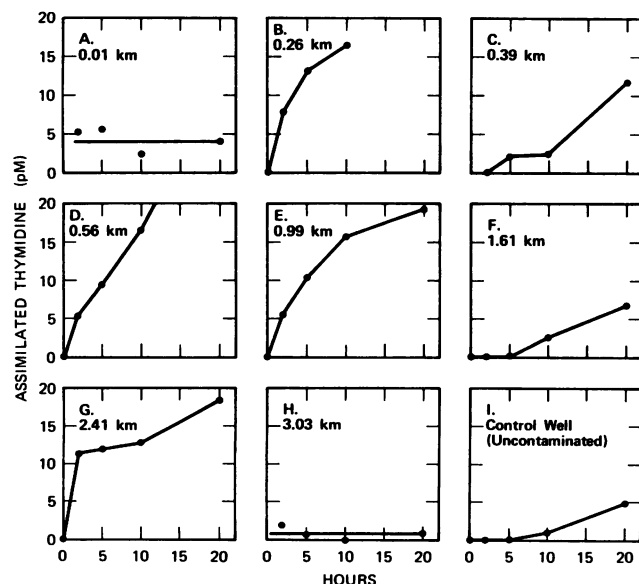 20
15
10
5
0
A.
0.01 km
B.
0.26 km
C.
0.39 km
20
15
10
5
0
D.
0.56 km
E.
0.99 km
F.
1.61 km
20
15
10
5
0
G.
2.41 km
H.
3.03 km
I.
Control Well
(Uncontaminated)
0 5 10 15 20
0 5 10 15 20
0 5 10 15 20
ASSIMILATED THYMIDINE (pM)
HOURS